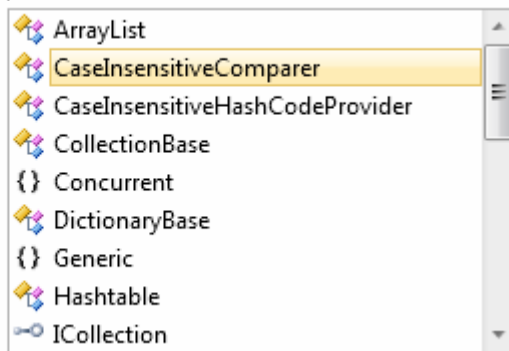 ArrayList
CaseInsensitiveComparer
CaseInsensitiveHashCodeProvider
CollectionBase
{} Concurrent
DictionaryBase
{} Generic
Hashtable
ICollection